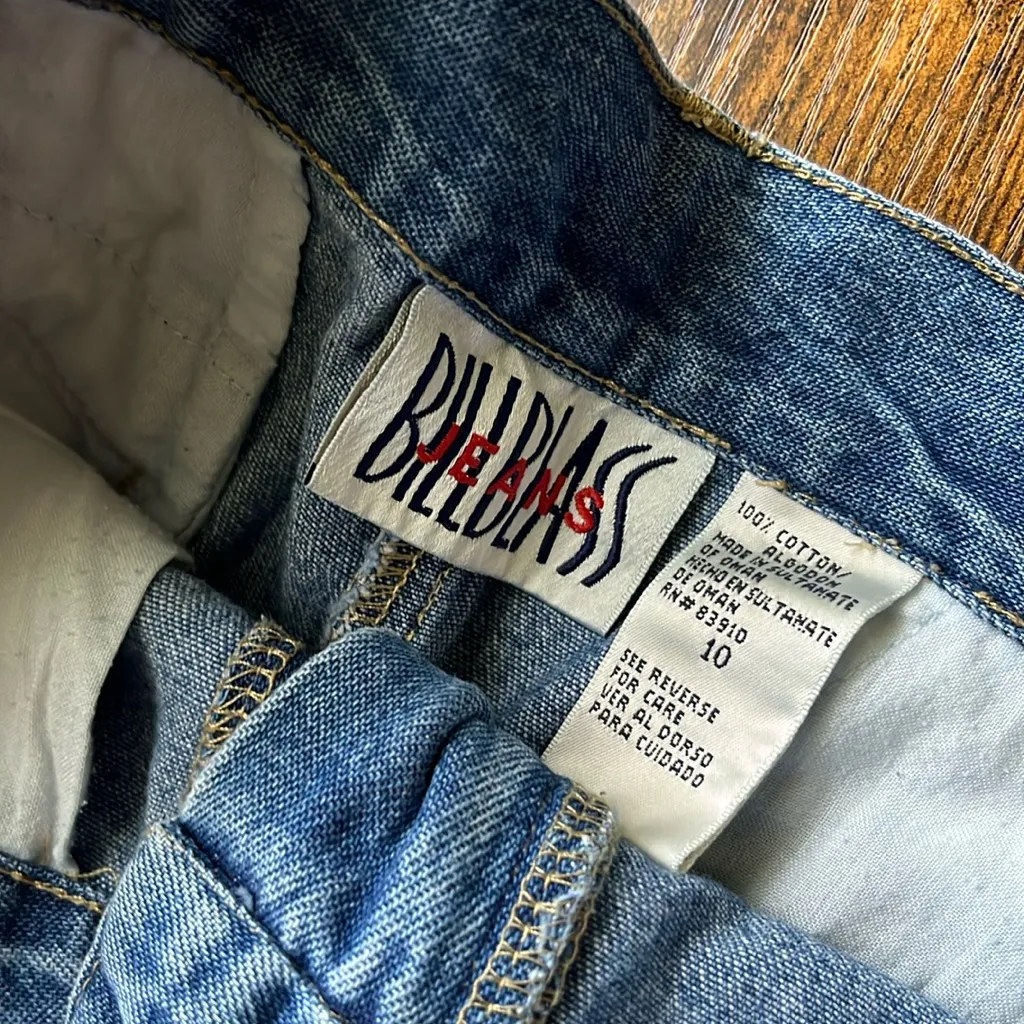 BILL BLASS
JEANS
100% COTTON/
ALGODON
MADE IN SULTANATE
OF OMAN
HECHO EN SULTANATE
DE OMAN
RN# 83910
10
SEE REVERSE
FOR CARE
VER AL DORSO
PARA CUIDADO